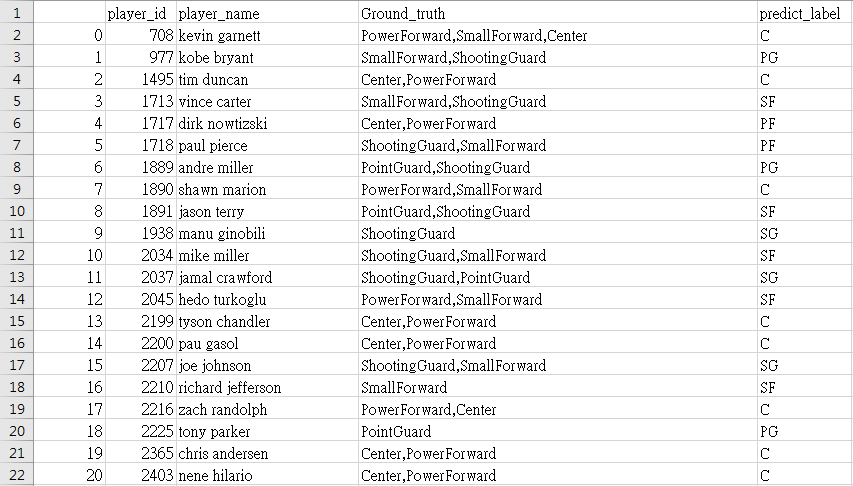 1 player_id player_name Ground_truth predict_label
2 0 708 kevin garnett PowerForward,SmallForward,Center C
3 1 977 kobe bryant SmallForward,ShootingGuard PG
4 2 1495 tim duncan Center,PowerForward C
5 3 1713 vince carter SmallForward,ShootingGuard SF
6 4 1717 dirk nowtizski Center,PowerForward PF
7 5 1718 paul pierce ShootingGuard,SmallForward PF
8 6 1889 andre miller PointGuard,ShootingGuard PG
9 7 1890 shawn marion PowerForward,SmallForward C
10 8 1891 jason terry PointGuard,ShootingGuard SF
11 9 1938 manu ginobili ShootingGuard SG
12 10 2034 mike miller ShootingGuard,SmallForward SF
13 11 2037 jamal crawford ShootingGuard,PointGuard SG
14 12 2045 hedo turkoglu PowerForward,SmallForward SF
15 13 2199 tyson chandler Center,PowerForward C
16 14 2200 pau gasol Center,PowerForward C
17 15 2207 joe johnson ShootingGuard,SmallForward SG
18 16 2210 richard jefferson SmallForward SF
19 17 2216 zach randolph PowerForward,Center C
20 18 2225 tony parker PointGuard PG
21 19 2365 chris andersen Center,PowerForward C
22 20 2403 nene hilario Center,PowerForward C